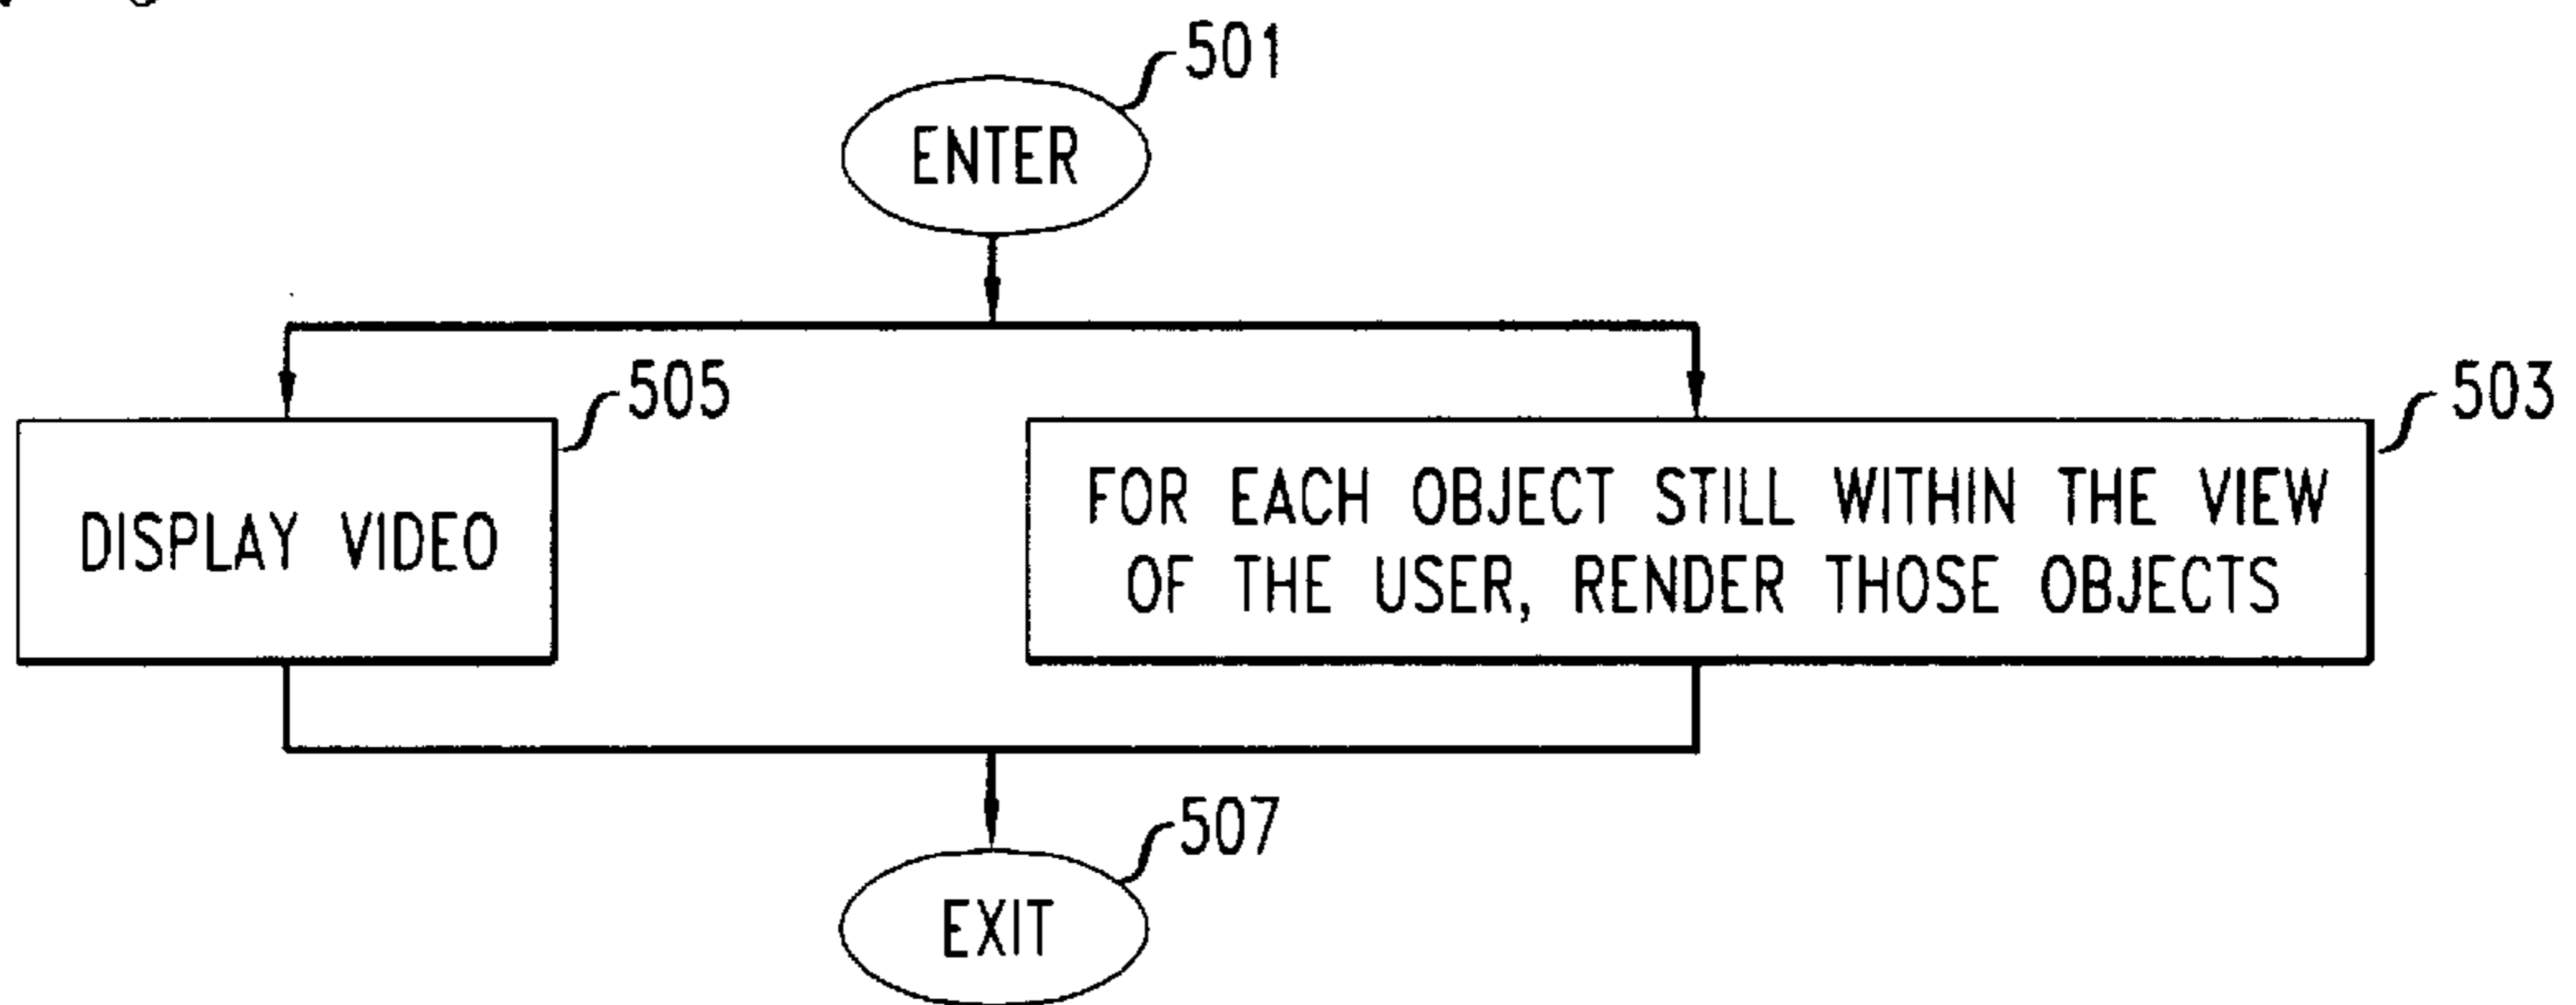 501
ENTER
505
503
DISPLAY VIDEO
FOR EACH OBJECT STILL WITHIN THE VIEW
OF THE USER, RENDER THOSE OBJECTS
507
EXIT